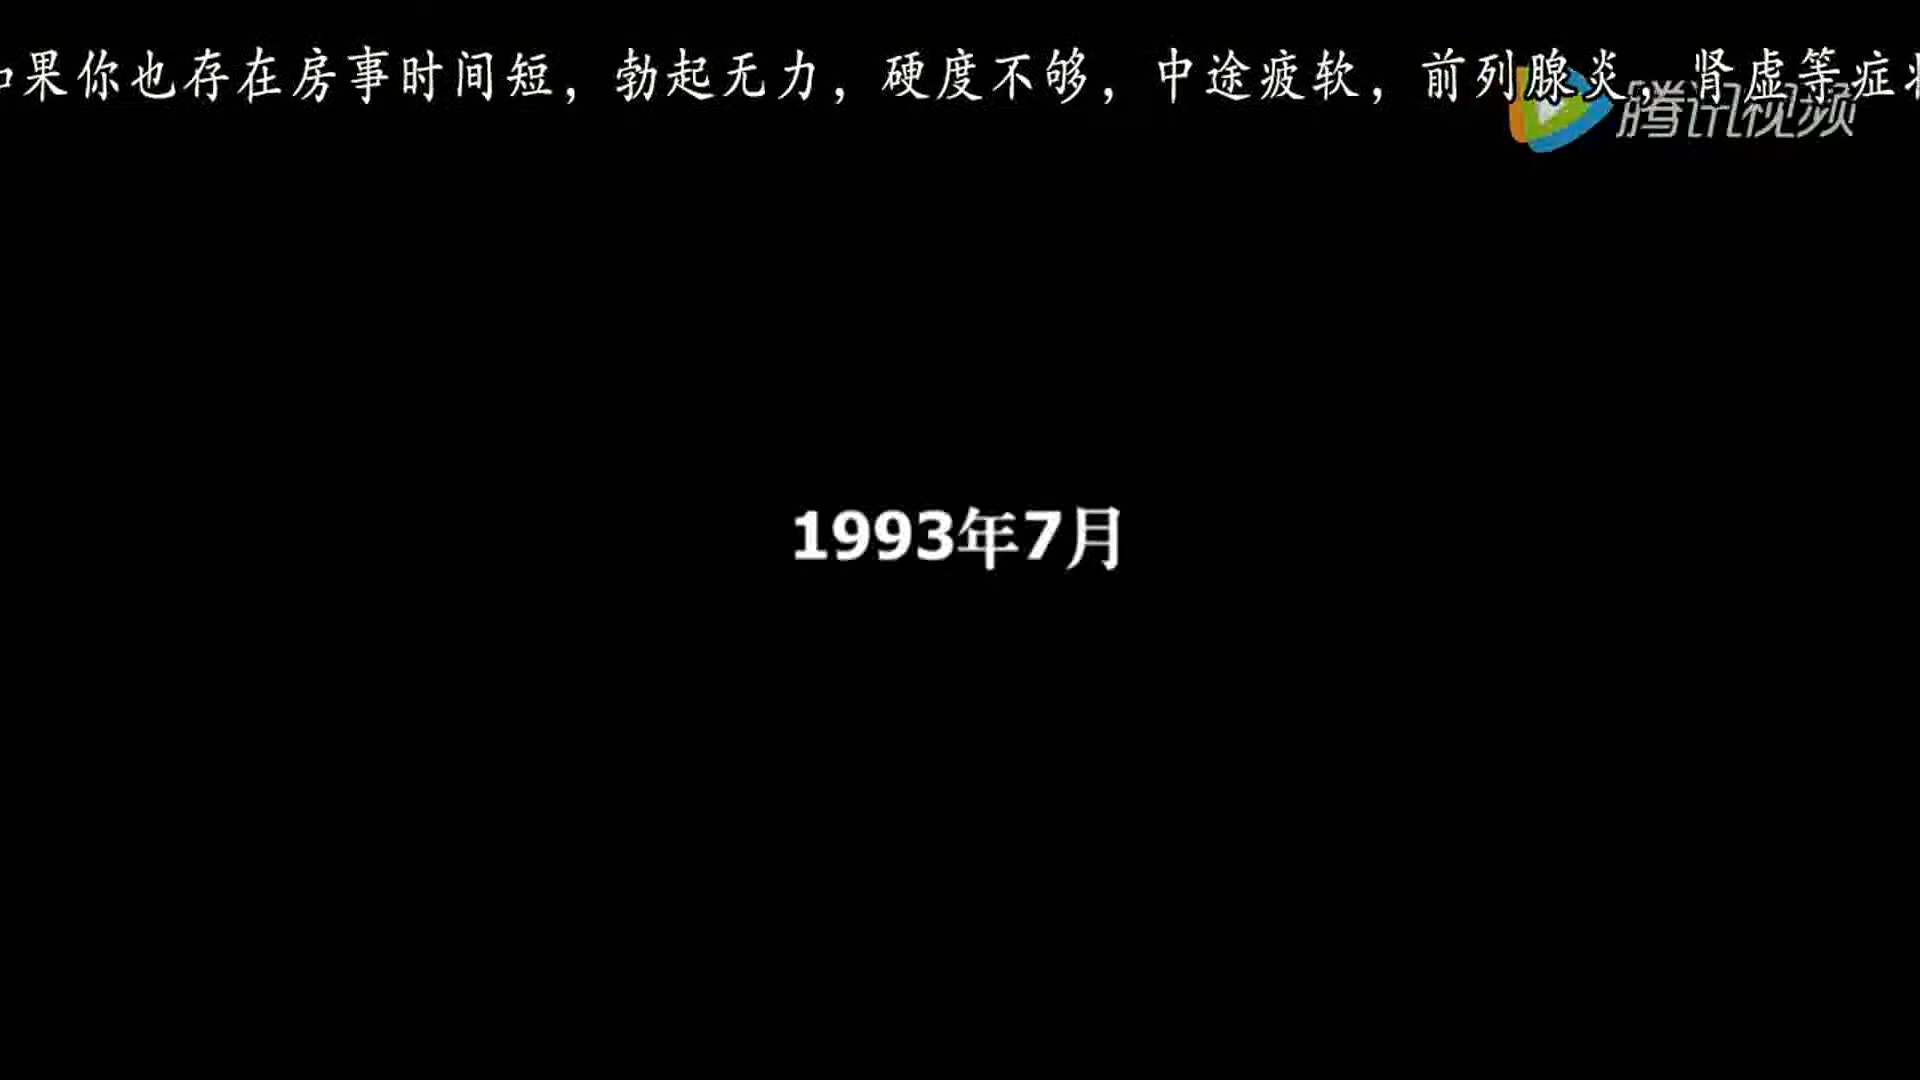 如果你也存在房事时间短，勃起无力，硬度不够，中途疲软，前列腺炎，肾虚等症状
腾讯视频
1993年7月